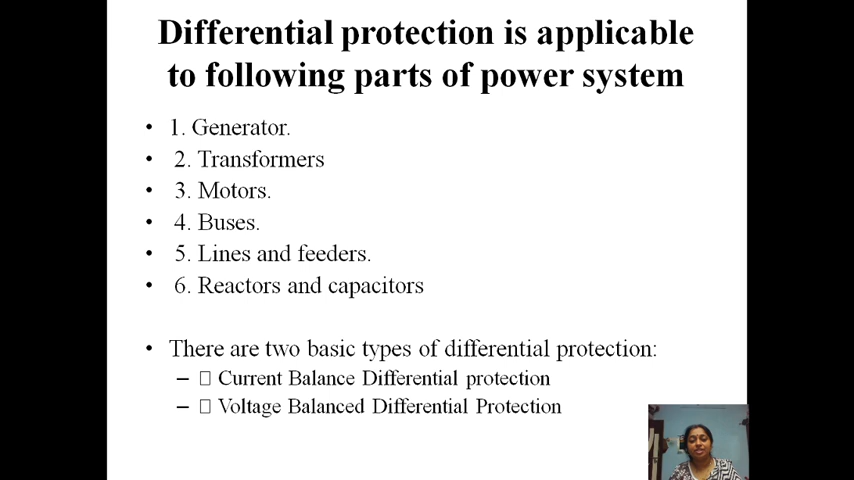 Differential protection is applicable
to following parts of power system
• 1. Generator.
• 2. Transformers
• 3. Motors.
• 4. Buses.
• 5. Lines and feeders.
• 6. Reactors and capacitors
• There are two basic types of differential protection:
– □ Current Balance Differential protection
– □ Voltage Balanced Differential Protection